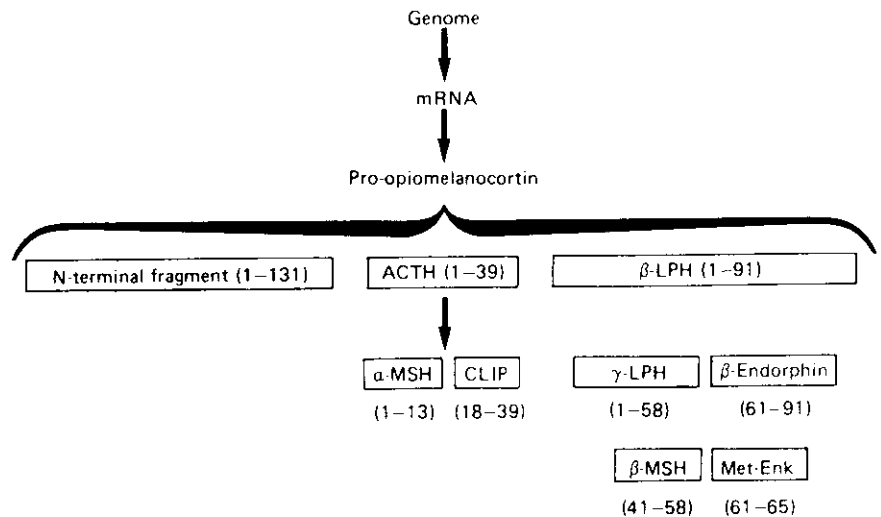 Genome
mRNA
Pro-opiomelanocortin
N-terminal fragment (1–131) ACTH (1–39) β-LPH (1–91)
α-MSH CLIP γ-LPH β-Endorphin
(1–13) (18–39) (1–58) (61–91)
β-MSH Met-Enk
(41–58) (61–65)